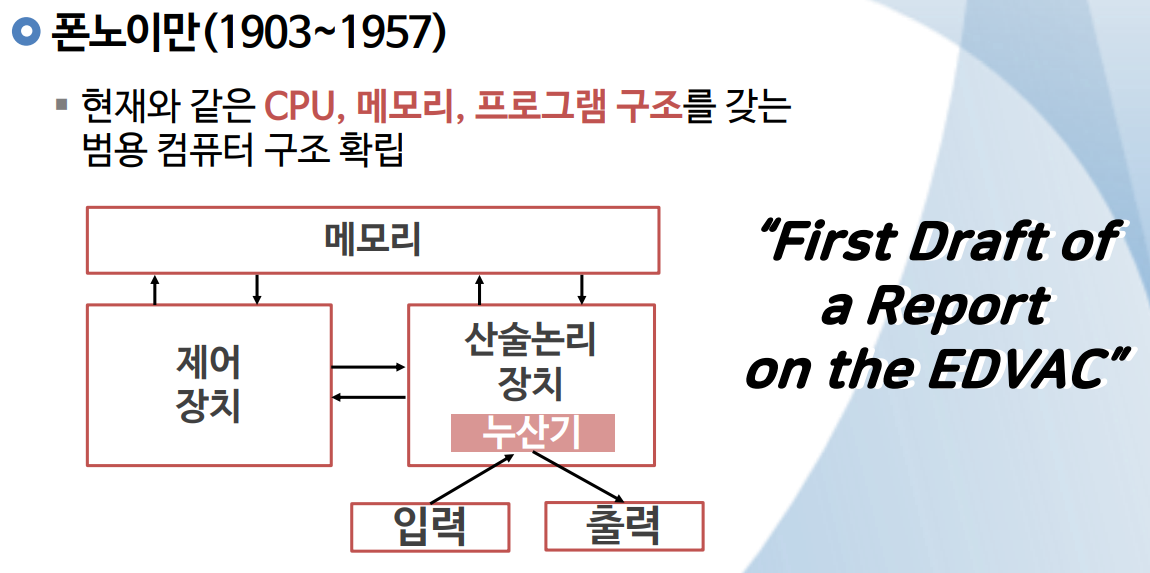 폰노이만(1903~1957)
현재와 같은 CPU, 메모리, 프로그램 구조를 갖는
범용 컴퓨터 구조 확립
메모리
제어
장치
산술논리
장치
누산기
입력
출력
“First Draft of
a Report
on the EDVAC”